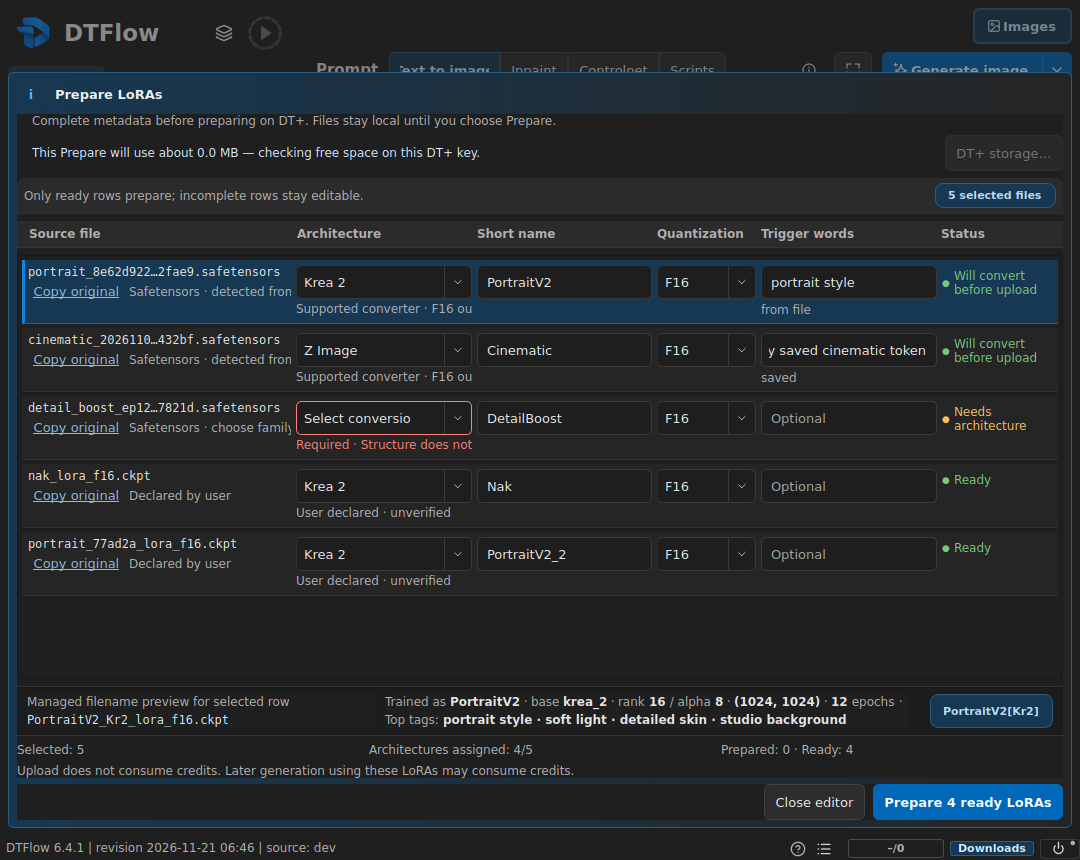 DTFlow
Images
Prompt
Text to image
Inpaint
Controlnet
Scripts
Generate image
i Prepare LoRAs
Complete metadata before preparing on DT+. Files stay local until you choose Prepare.
This Prepare will use about 0.0 MB — checking free space on this DT+ key.
DT+ storage...
Only ready rows prepare; incomplete rows stay editable.
5 selected files
Source file Architecture Short name Quantization Trigger words Status
portrait_8e62d922…2fae9.safetensors
Copy original Safetensors · detected from
Krea 2
Supported converter · F16 ou
PortraitV2
F16
portrait style
from file
Will convert
before upload
cinematic_2026110…432bf.safetensors
Copy original Safetensors · detected from
Z Image
Supported converter · F16 ou
Cinematic
F16
y saved cinematic token
saved
Will convert
before upload
detail_boost_ep12…7821d.safetensors
Copy original Safetensors · choose family
Select conversio
Required · Structure does not
DetailBoost
F16
Optional
Needs
architecture
nak_lora_f16.ckpt
Copy original Declared by user
Krea 2
User declared · unverified
Nak
F16
Optional
Ready
portrait_77ad2a_lora_f16.ckpt
Copy original Declared by user
Krea 2
User declared · unverified
PortraitV2_2
F16
Optional
Ready
Managed filename preview for selected row
PortraitV2_Kr2_lora_f16.ckpt
Trained as PortraitV2 · base krea_2 · rank 16 / alpha 8 · (1024, 1024) · 12 epochs ·
Top tags: portrait style · soft light · detailed skin · studio background
PortraitV2[Kr2]
Selected: 5 Architectures assigned: 4/5 Prepared: 0 · Ready: 4
Upload does not consume credits. Later generation using these LoRAs may consume credits.
Close editor
Prepare 4 ready LoRAs
DTFlow 6.4.1 | revision 2026-11-21 06:46 | source: dev
–/0
Downloads